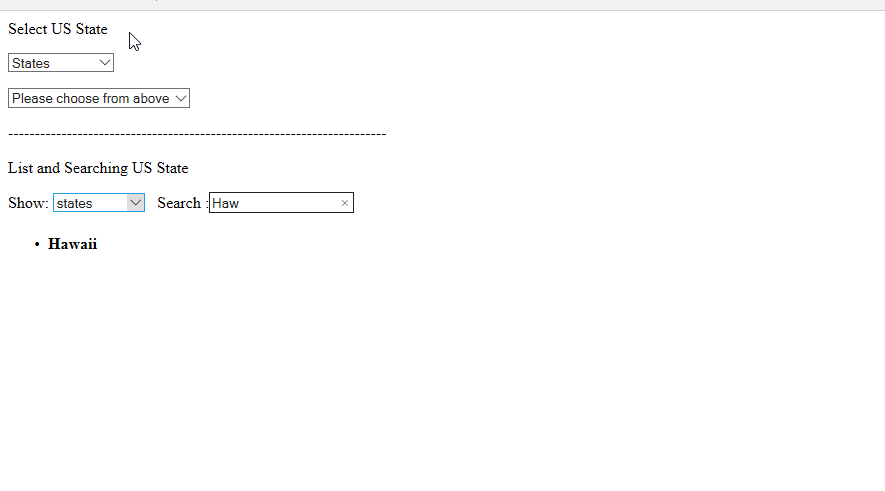 Select US State
States
Please choose from above
-----------------------------------------------------------------------
List and Searching US State
Show: states Search :Haw ×
• Hawaii